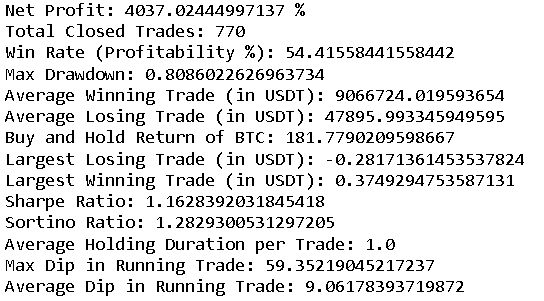 Net Profit: 4037.02444997137 %
Total Closed Trades: 770
Win Rate (Profitability %): 54.41558441558442
Max Drawdown: 0.8086022626963734
Average Winning Trade (in USDT): 9066724.019593654
Average Losing Trade (in USDT): 47895.993345949595
Buy and Hold Return of BTC: 181.7790209598667
Largest Losing Trade (in USDT): -0.28171361453537824
Largest Winning Trade (in USDT): 0.3749294753587131
Sharpe Ratio: 1.1628392031845418
Sortino Ratio: 1.2829300531297205
Average Holding Duration per Trade: 1.0
Max Dip in Running Trade: 59.35219045217237
Average Dip in Running Trade: 9.06178393719872